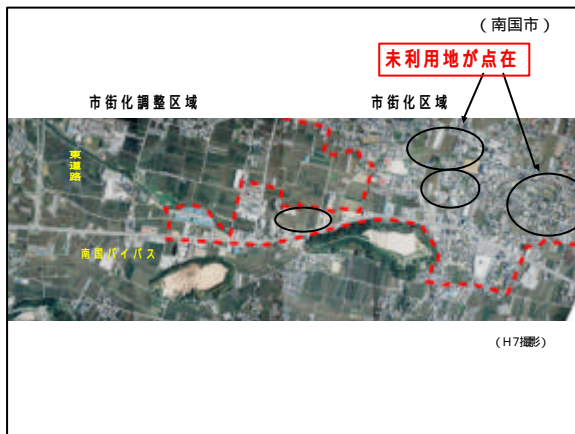 (南国市)
未利用地が点在
市街化調整区域
市街化区域
東道路
南国バイパス
(H7撮影)